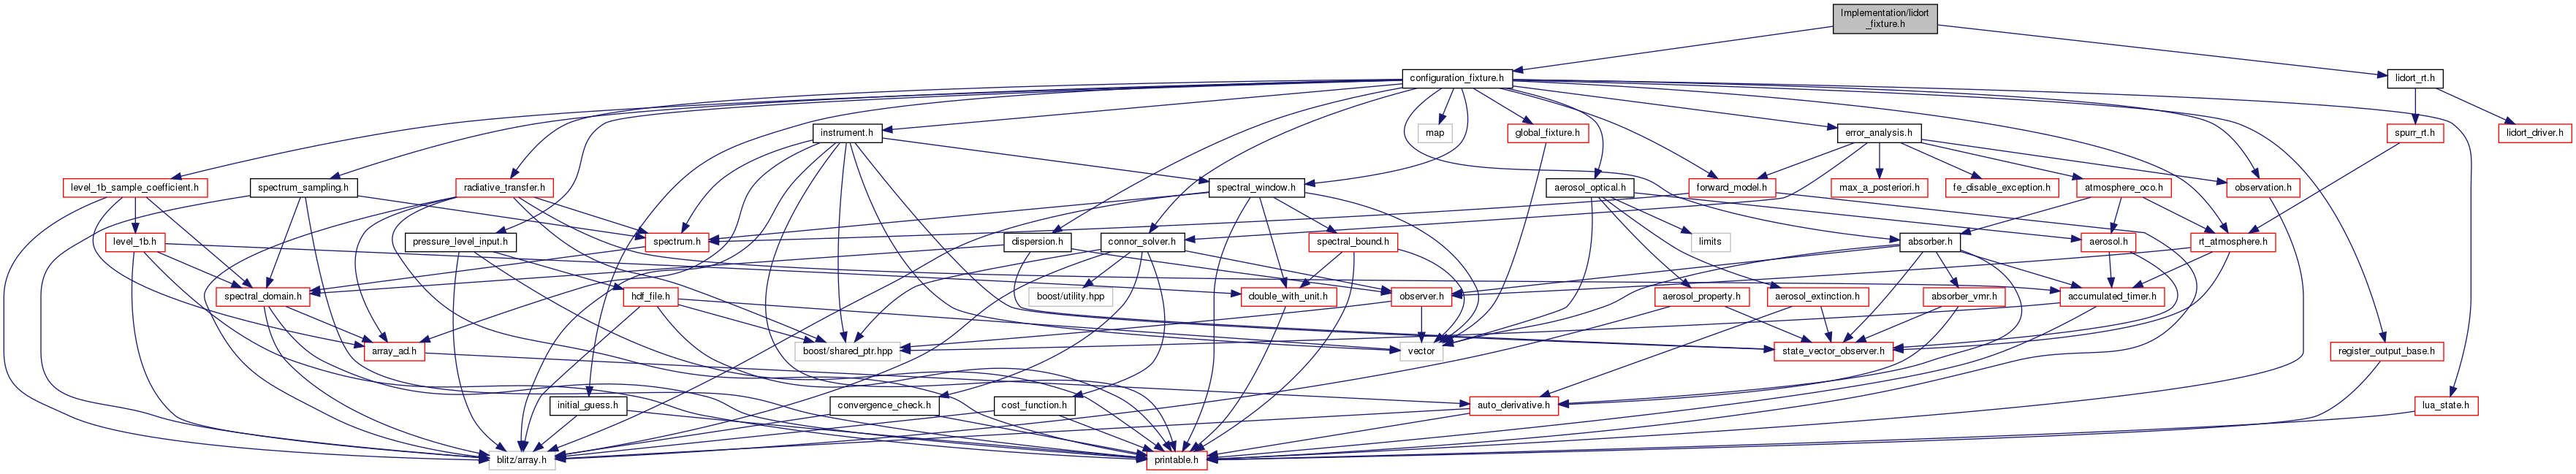 Implementation/lidort
_fixture.h
configuration_fixture.h
lidort_rt.h
instrument.h
map
global_fixture.h
error_analysis.h
spurr_rt.h
lidort_driver.h
level_1b_sample_coefficient.h
spectrum_sampling.h
radiative_transfer.h
spectral_window.h
aerosol_optical.h
forward_model.h
max_a_posteriori.h
fe_disable_exception.h
atmosphere_oco.h
observation.h
level_1b.h
pressure_level_input.h
spectrum.h
dispersion.h
connor_solver.h
spectral_bound.h
limits
absorber.h
aerosol.h
rt_atmosphere.h
spectral_domain.h
hdf_file.h
boost/utility.hpp
double_with_unit.h
observer.h
aerosol_property.h
aerosol_extinction.h
absorber_vmr.h
accumulated_timer.h
array_ad.h
boost/shared_ptr.hpp
vector
state_vector_observer.h
register_output_base.h
initial_guess.h
convergence_check.h
cost_function.h
auto_derivative.h
lua_state.h
blitz/array.h
printable.h